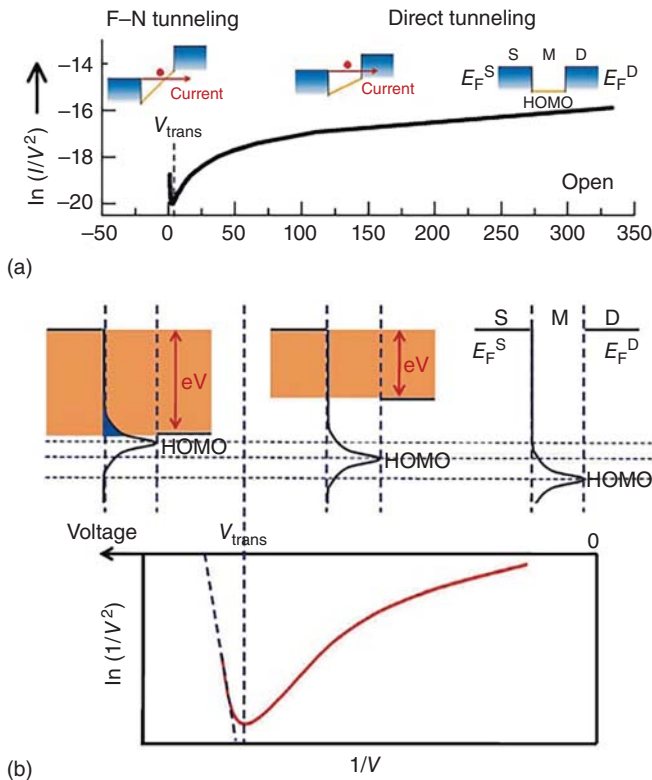 F–N tunneling
Direct tunneling
S M D
E_F^S E_F^D
HOMO
Current
Current
V_trans
ln (I/V²)
–14
–16
–18
–20
Open
–50 0 50 100 150 200 250 300 350
(a)
S M D
E_F^S E_F^D
eV
eV
HOMO
HOMO
HOMO
Voltage
V_trans
0
ln (1/V²)
1/V
(b)